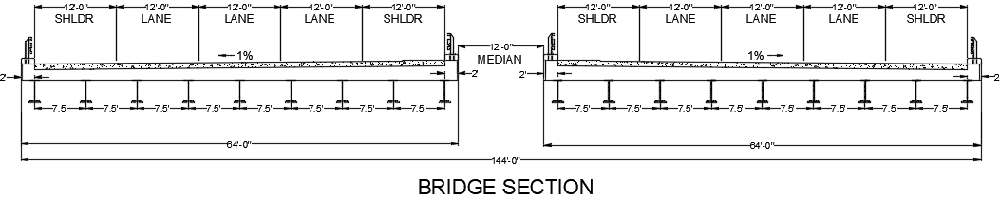 12'-0" 12'-0" 12'-0" 12'-0" 12'-0" 12'-0" 12'-0" 12'-0" 12'-0" 12'-0"
SHLDR LANE LANE LANE SHLDR SHLDR LANE LANE LANE SHLDR
1% 12'-0" 1%
MEDIAN
2' 2' 2' 2'
7.5' 7.5' 7.5' 7.5' 7.5' 7.5' 7.5' 7.5' 7.5' 7.5' 7.5' 7.5' 7.5' 7.5' 7.5' 7.5'
64'-0" 64'-0"
144'-0"
BRIDGE SECTION